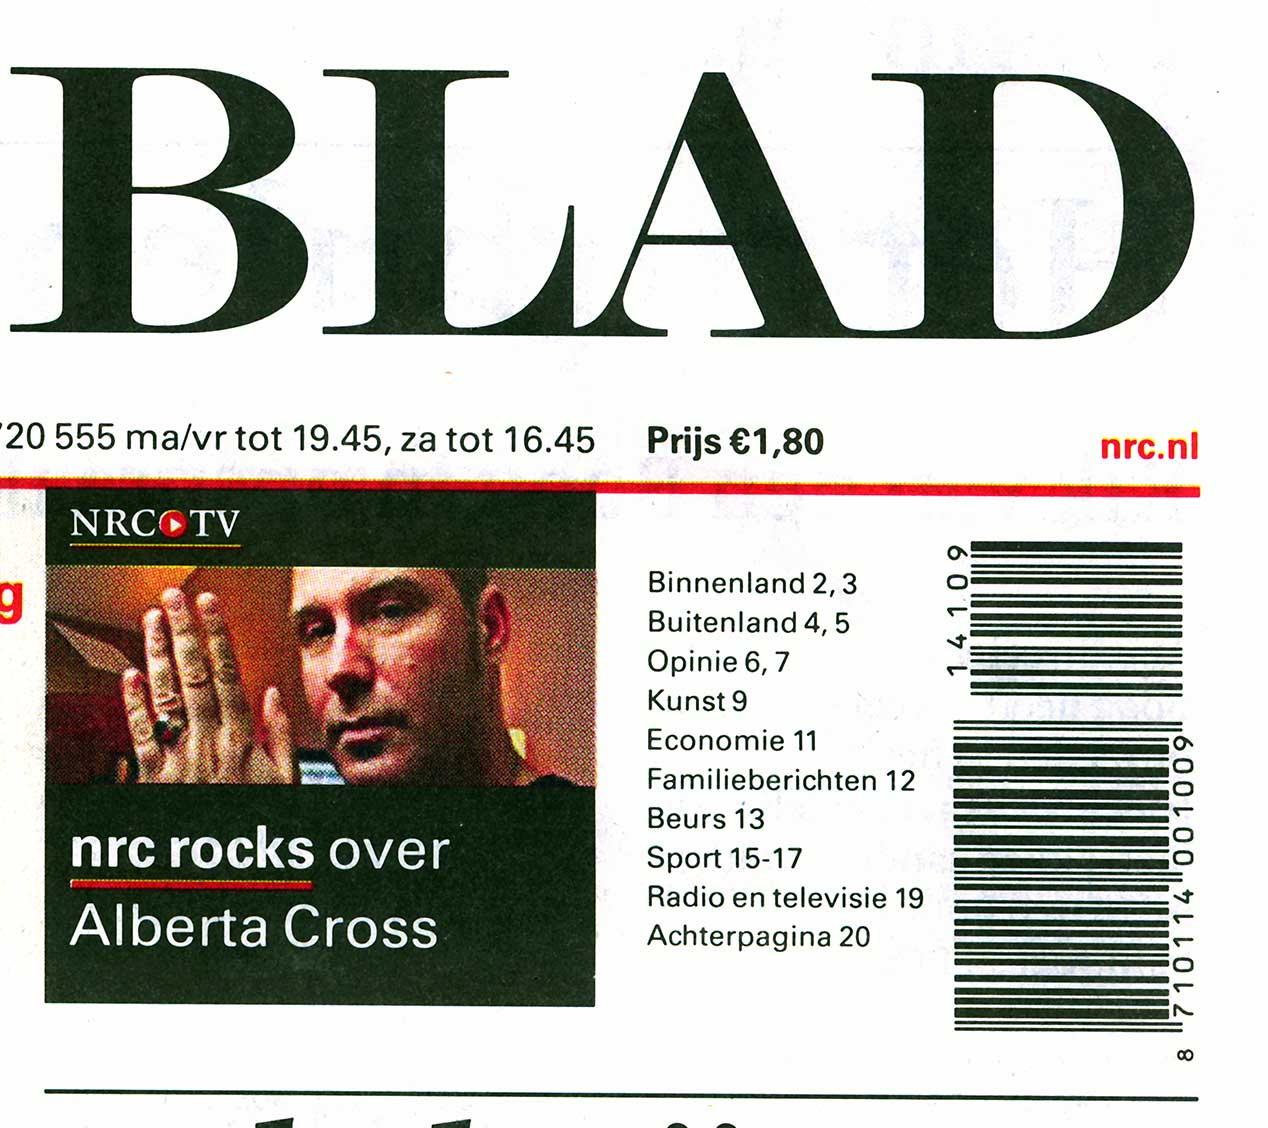 BLAD
720 555 ma/vr tot 19.45, za tot 16.45 Prijs €1,80 nrc.nl
NRC TV
g
nrc rocks over
Alberta Cross
Binnenland 2, 3
Buitenland 4, 5
Opinie 6, 7
Kunst 9
Economie 11
Familieberichten 12
Beurs 13
Sport 15-17
Radio en televisie 19
Achterpagina 20
14109
8 710114 001009